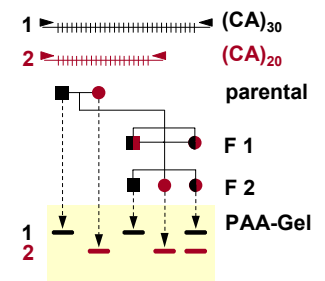 1 (CA)₃₀
2 (CA)₂₀
parental
F 1
F 2
PAA-Gel
1
2